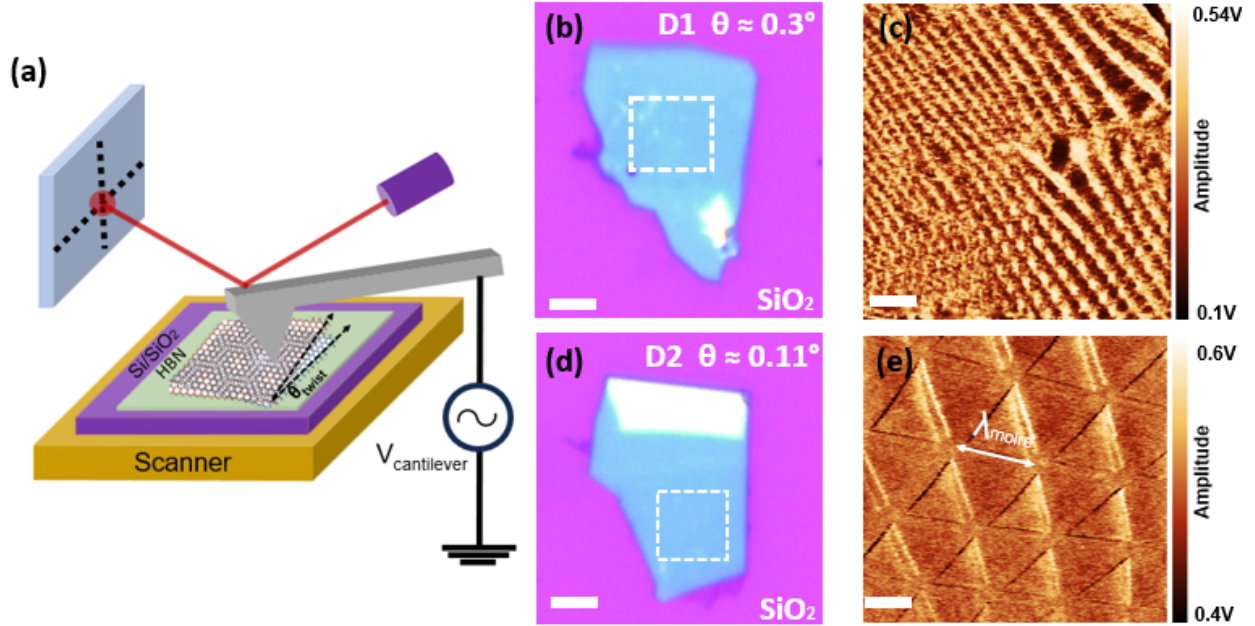 (a)
Si/SiO₂
HBN
θtwist
Scanner
Vcantilever
(b)
D1 θ ≈ 0.3°
SiO₂
(c)
0.54V
Amplitude
0.1V
(d)
D2 θ ≈ 0.11°
SiO₂
(e)
λmoire
0.6V
Amplitude
0.4V